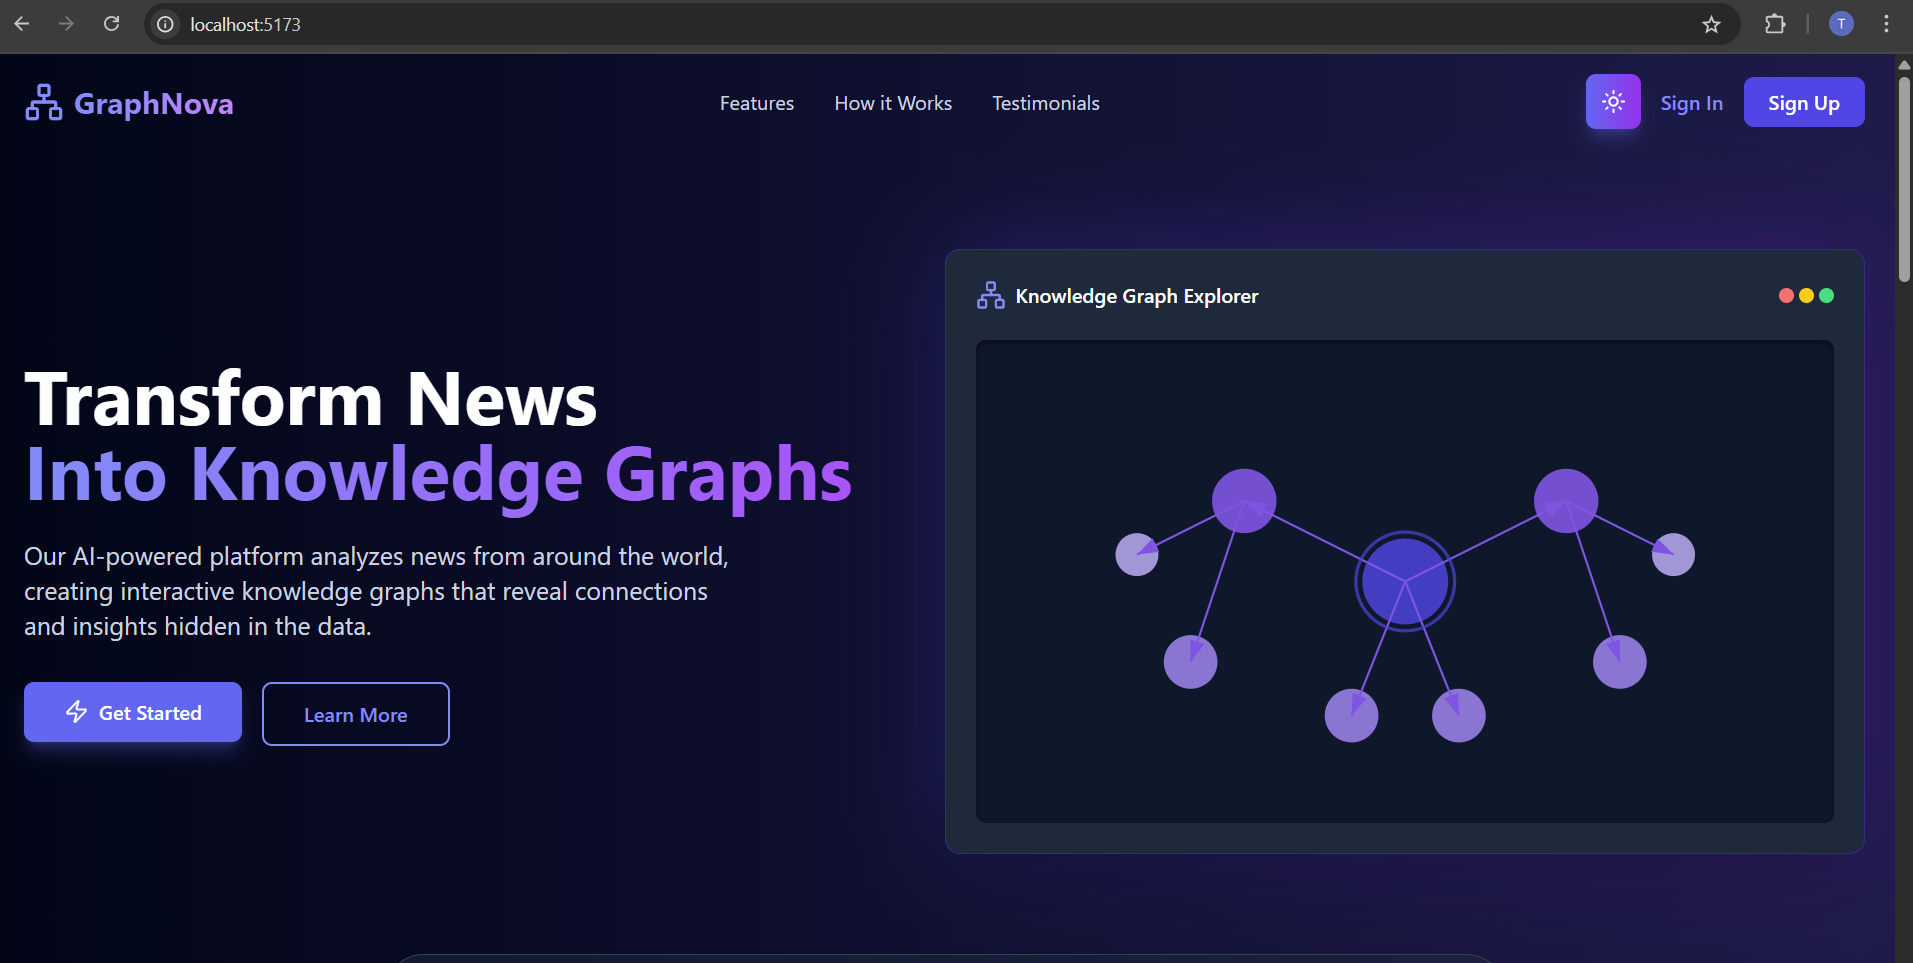 localhost:5173
T
GraphNova
Features
How it Works
Testimonials
Sign In
Sign Up
Knowledge Graph Explorer
Transform News
Into Knowledge Graphs
Our AI-powered platform analyzes news from around the world,
creating interactive knowledge graphs that reveal connections
and insights hidden in the data.
Get Started
Learn More